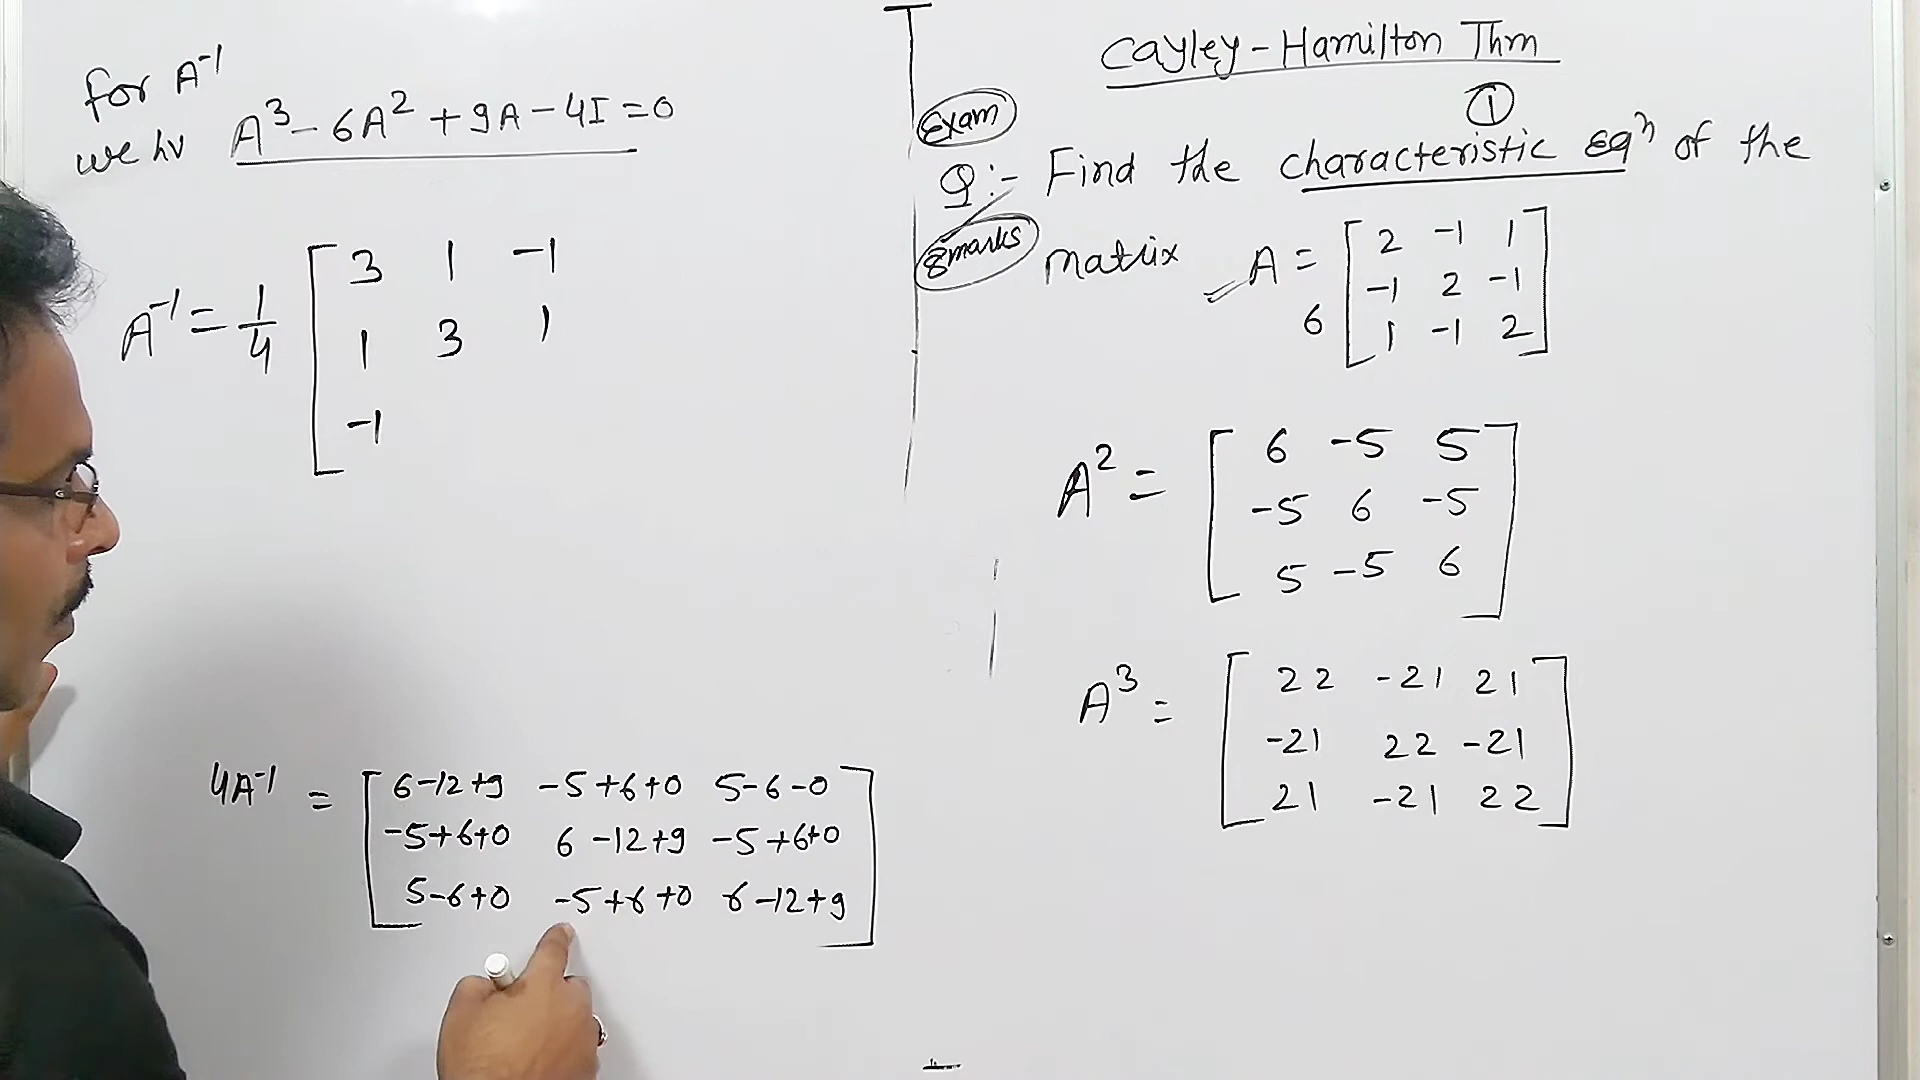 for A⁻¹
we hv A³ - 6A² + 9A - 4I = 0
A⁻¹ = 1/4 [ 3 1 -1
1 3 1
-1
4A⁻¹ = [ 6-12+9 -5+6+0 5-6-0 ]
-5+6+0 6-12+9 -5+6+0
5-6+0 -5+6+0 6-12+9
Cayley-Hamilton Thm
Exam
①
Q:- Find the characteristic eqⁿ of the
8marks
matrix A = [ 2 -1 1 ]
-1 2 -1
6
1 -1 2
A² = [ 6 -5 5 ]
-5 6 -5
5 -5 6
A³ = [ 22 -21 21 ]
-21 22 -21
21 -21 22